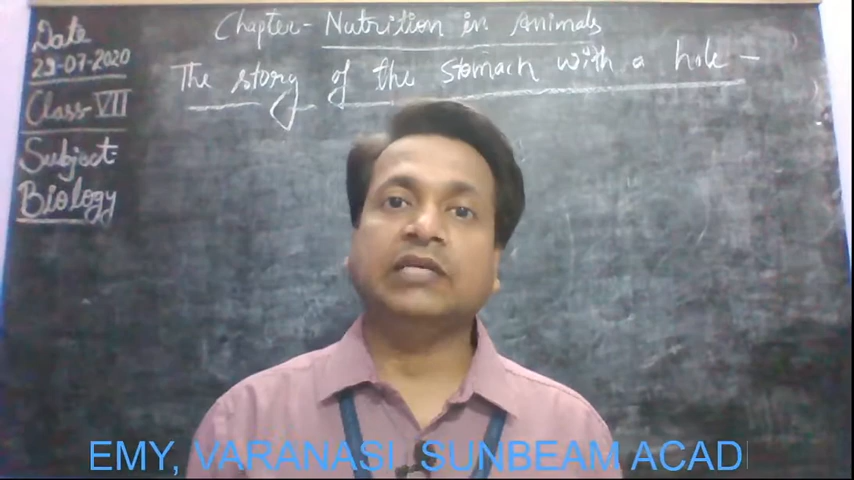 Chapter- Nutrition in Animals
The story of the stomach with a hole -
Date
29-07-2020
Class-VII
Subject-
Biology
EMY, VARANASI, SUNBEAM ACAD